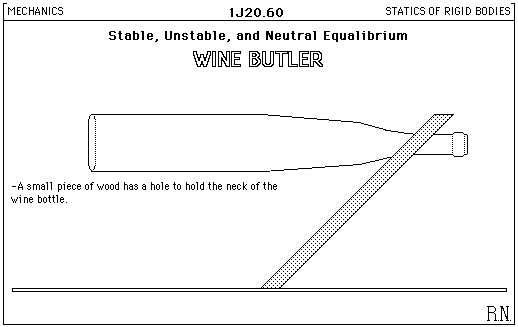 MECHANICS 1J20.60 STATICS OF RIGID BODIES
Stable, Unstable, and Neutral Equalibrium
WINE BUTLER
-A small piece of wood has a hole to hold the neck of the
wine bottle.
R.N.